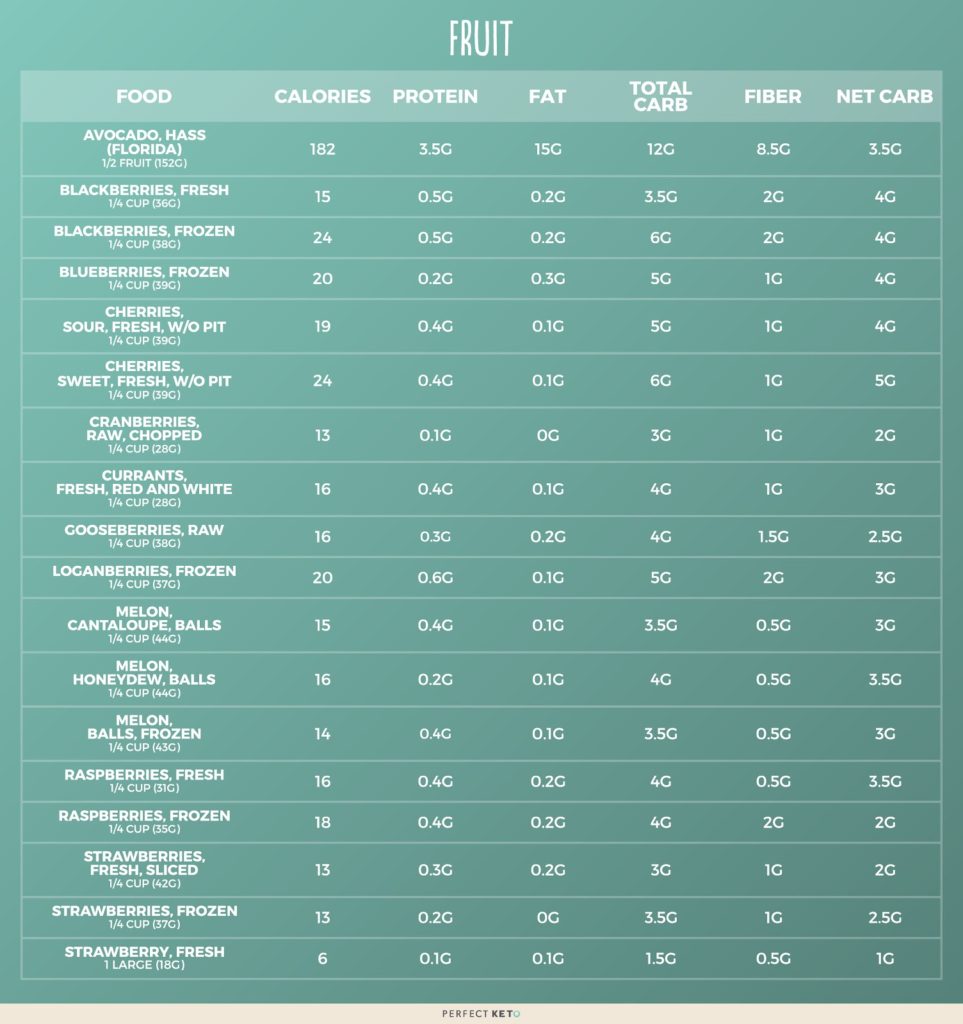 FRUIT
FOOD CALORIES PROTEIN FAT TOTAL CARB FIBER NET CARB
AVOCADO, HASS
(FLORIDA)
1/2 FRUIT (152G)
182 3.5G 15G 12G 8.5G 3.5G
BLACKBERRIES, FRESH
1/4 CUP (36G)
15 0.5G 0.2G 3.5G 2G 4G
BLACKBERRIES, FROZEN
1/4 CUP (38G)
24 0.5G 0.2G 6G 2G 4G
BLUEBERRIES, FROZEN
1/4 CUP (39G)
20 0.2G 0.3G 5G 1G 4G
CHERRIES,
SOUR, FRESH, W/O PIT
1/4 CUP (39G)
19 0.4G 0.1G 5G 1G 4G
CHERRIES,
SWEET, FRESH, W/O PIT
1/4 CUP (39G)
24 0.4G 0.1G 6G 1G 5G
CRANBERRIES,
RAW, CHOPPED
1/4 CUP (28G)
13 0.1G 0G 3G 1G 2G
CURRANTS,
FRESH, RED AND WHITE
1/4 CUP (28G)
16 0.4G 0.1G 4G 1G 3G
GOOSEBERRIES, RAW
1/4 CUP (38G)
16 0.3G 0.2G 4G 1.5G 2.5G
LOGANBERRIES, FROZEN
1/4 CUP (37G)
20 0.6G 0.1G 5G 2G 3G
MELON,
CANTALOUPE, BALLS
1/4 CUP (44G)
15 0.4G 0.1G 3.5G 0.5G 3G
MELON,
HONEYDEW, BALLS
1/4 CUP (44G)
16 0.2G 0.1G 4G 0.5G 3.5G
MELON,
BALLS, FROZEN
1/4 CUP (43G)
14 0.4G 0.1G 3.5G 0.5G 3G
RASPBERRIES, FRESH
1/4 CUP (31G)
16 0.4G 0.2G 4G 0.5G 3.5G
RASPBERRIES, FROZEN
1/4 CUP (35G)
18 0.4G 0.2G 4G 2G 2G
STRAWBERRIES,
FRESH, SLICED
1/4 CUP (42G)
13 0.3G 0.2G 3G 1G 2G
STRAWBERRIES, FROZEN
1/4 CUP (37G)
13 0.2G 0G 3.5G 1G 2.5G
STRAWBERRY, FRESH
1 LARGE (18G)
6 0.1G 0.1G 1.5G 0.5G 1G
PERFECT KETO